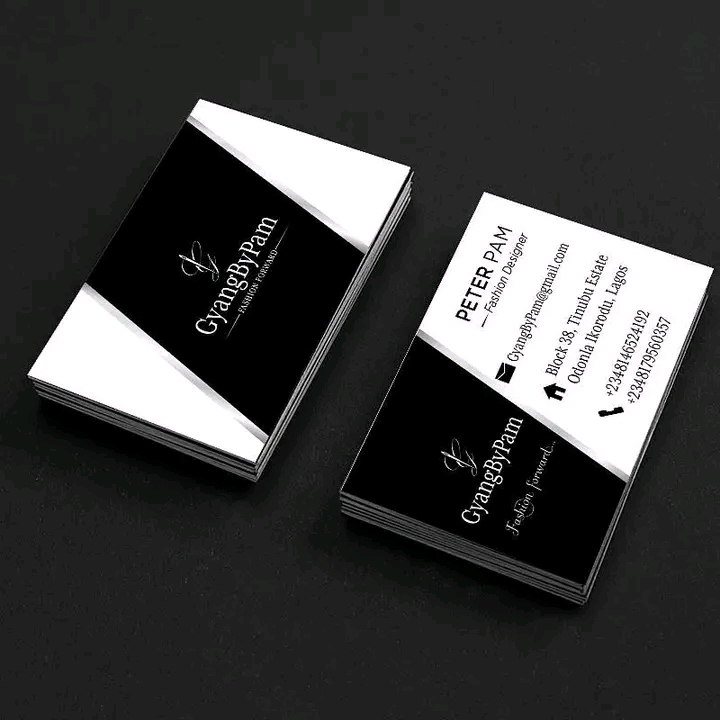 GyangByPam
FASHION FORWARD
PETER PAM
Fashion Designer
GyangByPam@gmail.com
Block 38, Tinubu Estate
Odonla Ikorodu, Lagos
+2348146524192
+2348179560357
GyangByPam
Fashion forward...